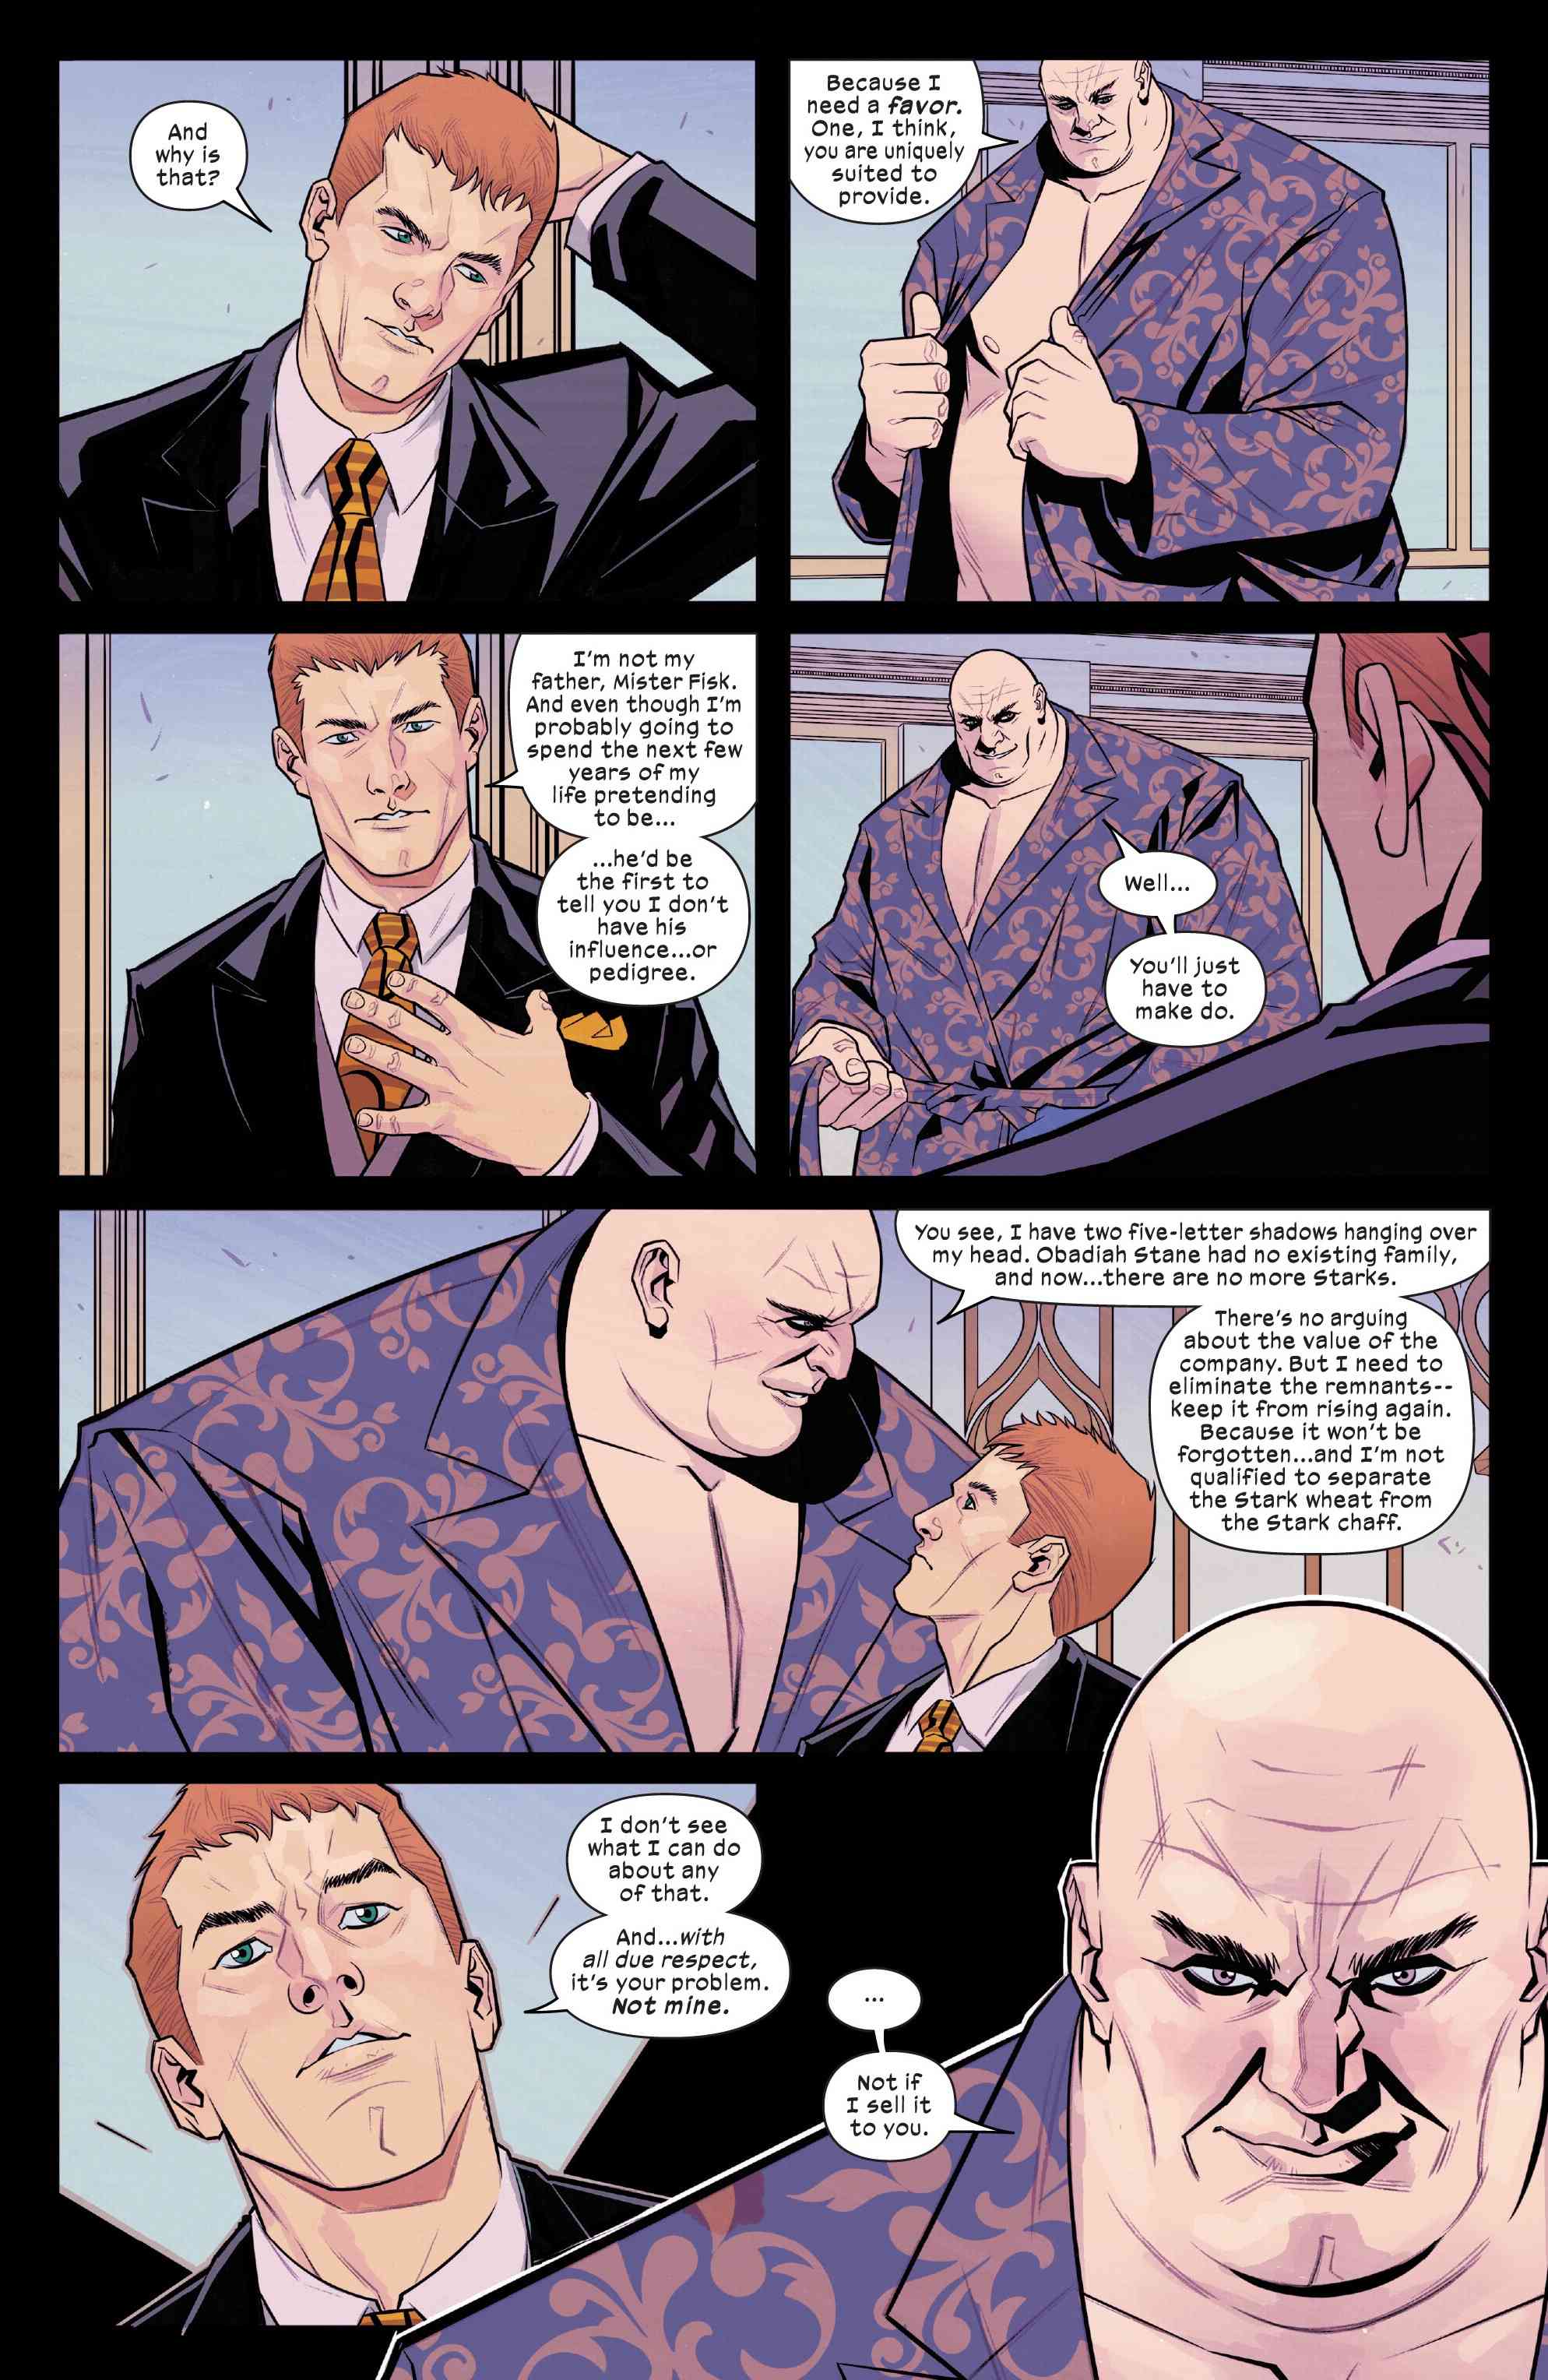 And
why is
that?
Because I
need a favor.
One, I think,
you are uniquely
suited to
provide.
I'm not my
father, Mister Fisk.
And even though I'm
probably going to
spend the next few
years of my
life pretending
to be...
...he'd be
the first to
tell you I don't
have his
influence...or
pedigree.
Well...
You'll just
have to
make do.
You see, I have two five-letter shadows hanging over
my head. Obadiah Stane had no existing family,
and now...there are no more Starks.
There's no arguing
about the value of the
company. But I need to
eliminate the remnants--
keep it from rising again.
Because it won't be
forgotten...and I'm not
qualified to separate
the Stark wheat from
the Stark chaff.
I don't see
what I can do
about any
of that.
And...with
all due respect,
it's your problem.
Not mine.
...
Not if
I sell it
to you.